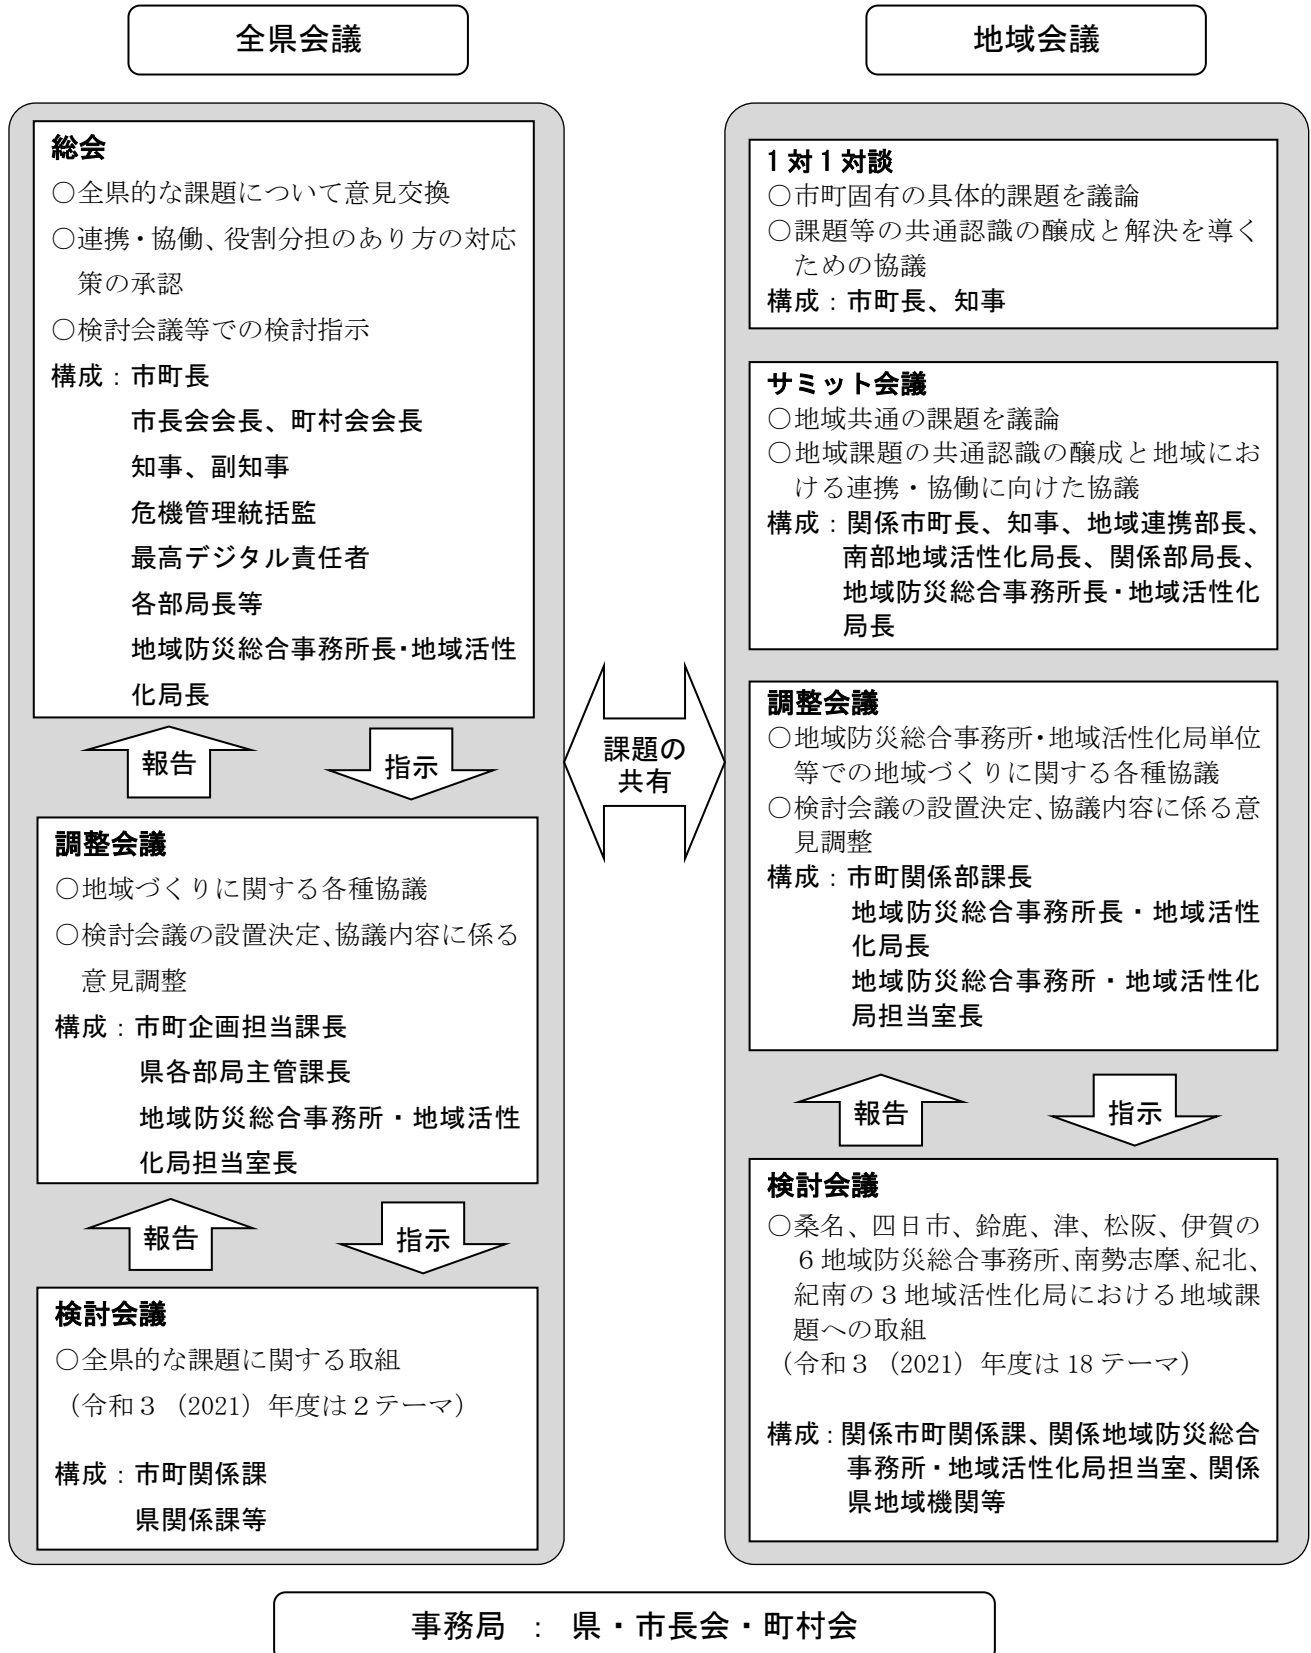 全県会議
総会
○全県的な課題について意見交換
○連携・協働、役割分担のあり方の対応
策の承認
○検討会議等での検討指示
構成：市町長
市長会会長、町村会会長
知事、副知事
危機管理統括監
最高デジタル責任者
各部局長等
地域防災総合事務所長・地域活性
化局長
報告
指示
調整会議
○地域づくりに関する各種協議
○検討会議の設置決定、協議内容に係る
意見調整
構成：市町企画担当課長
県各部局主管課長
地域防災総合事務所・地域活性
化局担当室長
報告
指示
検討会議
○全県的な課題に関する取組
（令和３（2021）年度は２テーマ）
構成：市町関係課
県関係課等
課題の
共有
地域会議
1対1対談
○市町固有の具体的課題を議論
○課題等の共通認識の醸成と解決を導く
ための協議
構成：市町長、知事
サミット会議
○地域共通の課題を議論
○地域課題の共通認識の醸成と地域にお
ける連携・協働に向けた協議
構成：関係市町長、知事、地域連携部長、
南部地域活性化局長、関係部局長、
地域防災総合事務所長・地域活性化
局長
調整会議
○地域防災総合事務所・地域活性化局単位
等での地域づくりに関する各種協議
○検討会議の設置決定、協議内容に係る意
見調整
構成：市町関係部課長
地域防災総合事務所長・地域活性
化局長
地域防災総合事務所・地域活性化
局担当室長
報告
指示
検討会議
○桑名、四日市、鈴鹿、津、松阪、伊賀の
６地域防災総合事務所、南勢志摩、紀北、
紀南の３地域活性化局における地域課
題への取組
（令和３（2021）年度は 18 テーマ）
構成：関係市町関係課、関係地域防災総合
事務所・地域活性化局担当室、関係
県地域機関等
事務局　：　県・市長会・町村会